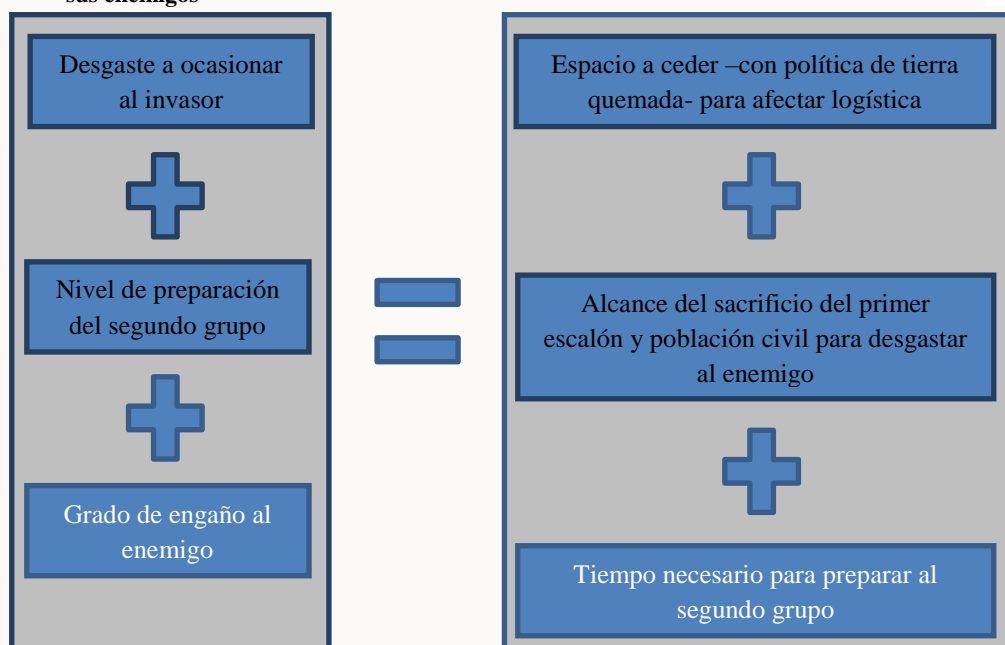 sus enemigos
Desgaste a ocasionar
al invasor
Nivel de preparación
del segundo grupo
Grado de engaño al
enemigo
Espacio a ceder –con política de tierra
quemada- para afectar logística
Alcance del sacrificio del primer
escalón y población civil para desgastar
al enemigo
Tiempo necesario para preparar al
segundo grupo